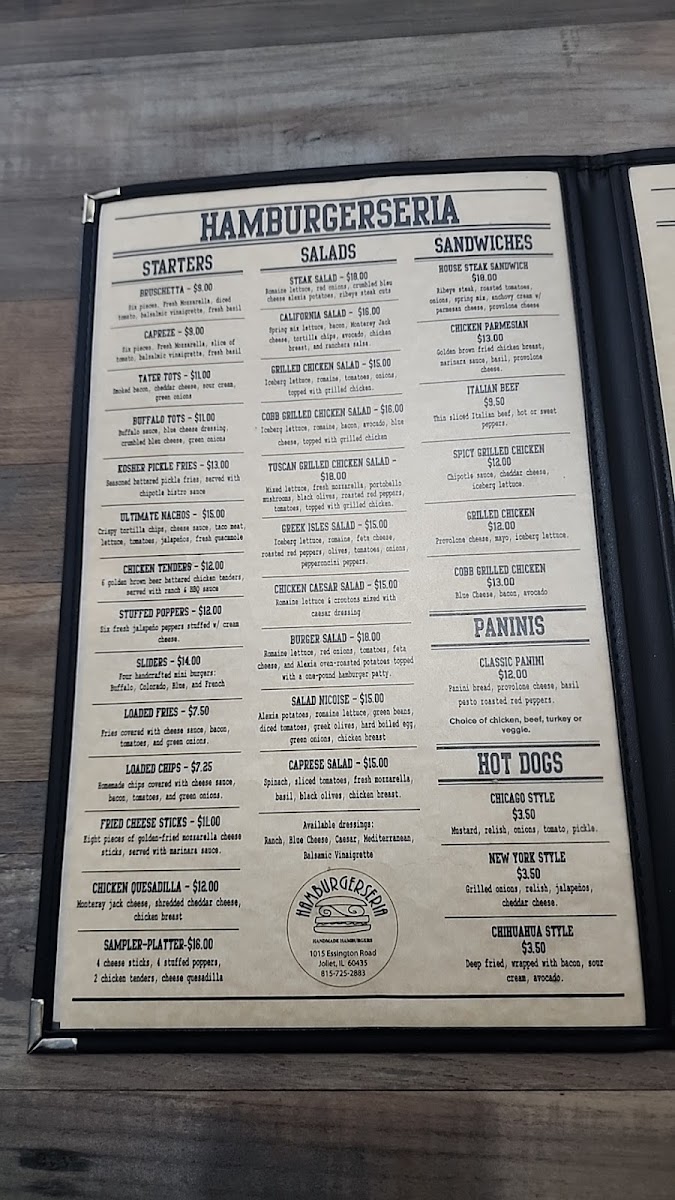 HAMBURGERSERIA
STARTERS
BRUSCHETTA - $9.00
Six pieces, Fresh Mozzarella, diced
tomato, balsalmic vinaigrette, fresh basil
CAPREZE - $9.00
Six pieces, Fresh Mozzarella, slice of
tomato, balsalmic vinaigrette, fresh basil
TATER TOTS - $11.00
Smoked bacon, cheddar cheese, sour cream,
green onions
BUFFALO TOTS - $11.00
Buffalo sauce, blue cheese dressing,
crumbled bleu cheese, green onions
KOSHER PICKLE FRIES - $13.00
Seasoned battered pickle fries, served with
chipotle bistro sauce
ULTIMATE NACHOS - $15.00
Crispy tortilla chips, cheese sauce, taco meat,
lettuce, tomatoes, jalapeños, fresh guacamole
CHICKEN TENDERS - $12.00
6 golden brown beer battered chicken tenders,
served with ranch & BBQ sauce
STUFFED POPPERS - $12.00
Six fresh jalapeño peppers stuffed w/ cream
cheese.
SLIDERS - $14.00
Four handcrafted mini burgers:
Buffalo, Colorado, Blue, and French
LOADED FRIES - $7.50
Fries covered with cheese sauce, bacon,
tomatoes, and green onions.
LOADED CHIPS - $7.25
Homemade chips covered with cheese sauce,
bacon, tomatoes, and green onions.
FRIED CHEESE STICKS - $11.00
Eight pieces of golden-fried mozzarella cheese
sticks, served with marinara sauce.
CHICKEN QUESADILLA - $12.00
Monteray jack cheese, shredded cheddar cheese,
chicken breast
SAMPLER-PLATTER-$16.00
4 cheese sticks, 4 stuffed poppers,
2 chicken tenders, cheese quesadilla
SALADS
STEAK SALAD - $18.00
Romaine lettuce, red onions, crumbled bleu
cheese alexis potatoes, ribeye steak cuts
CALIFORNIA SALAD - $16.00
Spring mix lettuce, bacon, Monterey Jack
cheese, tortilla chips, avocado, chicken
breast, and ranchera salsa.
GRILLED CHICKEN SALAD - $15.00
Iceberg lettuce, romaine, tomatoes, onions,
topped with grilled chicken.
COBB GRILLED CHICKEN SALAD - $16.00
Iceberg lettuce, romaine, bacon, avocado, blue
cheese, topped with grilled chicken
TUSCAN GRILLED CHICKEN SALAD -
$18.00
Mixed lettuce, fresh mozzarella, portobello
mushrooms, black olives, roasted red peppers,
tomatoes, topped with grilled chicken.
GREEK ISLES SALAD - $15.00
Iceberg lettuce, romaine, feta cheese,
roasted red peppers, olives, tomatoes, onions,
pepperoncini peppers.
CHICKEN CAESAR SALAD - $15.00
Romaine lettuce & croutons mixed with
caesar dressing
BURGER SALAD - $18.00
Romaine lettuce, red onions, tomatoes, feta
cheese, and Alexia oven-roasted potatoes topped
with a one-pound hamburger patty.
SALAD NICOISE - $15.00
Alexia potatoes, romaine lettuce, green beans,
diced tomatoes, greek olives, hard boiled egg,
green onions, chicken breast
CAPRESE SALAD - $15.00
Spinach, sliced tomatoes, fresh mozzarella,
basil, black olives, chicken breast.
Available dressings:
Ranch, Blue Cheese, Caesar, Mediterranean,
Balsamic Vinaigrette
HAMBURGERSERIA
HANDMADE HAMBURGERS
1015 Essington Road
Joliet, IL 60435
815-725-2883
SANDWICHES
HOUSE STEAK SANDWICH
$18.00
Ribeye steak, roasted tomatoes,
onions, spring mix, anchovy cream w/
parmesan cheese, provolone cheese
CHICKEN PARMESIAN
$13.00
Golden brown fried chicken breast,
marinara sauce, basil, provolone
cheese.
ITALIAN BEEF
$9.50
Thin sliced Italian beef, hot or sweet
peppers.
SPICY GRILLED CHICKEN
$12.00
Chipotle sauce, cheddar cheese,
iceberg lettuce.
GRILLED CHICKEN
$12.00
Provolone cheese, mayo, iceberg lettuce.
COBB GRILLED CHICKEN
$13.00
Blue Cheese, bacon, avocado
PANINIS
CLASSIC PANINI
$12.00
Panini bread, provolone cheese, basil
pesto roasted red peppers.
Choice of chicken, beef, turkey or
veggie.
HOT DOGS
CHICAGO STYLE
$3.50
Mustard, relish, onions, tomato, pickle.
NEW YORK STYLE
$3.50
Grilled onions, relish, jalapeños,
cheddar cheese.
CHIHUAHUA STYLE
$3.50
Deep fried, wrapped with bacon, sour
cream, avocado.